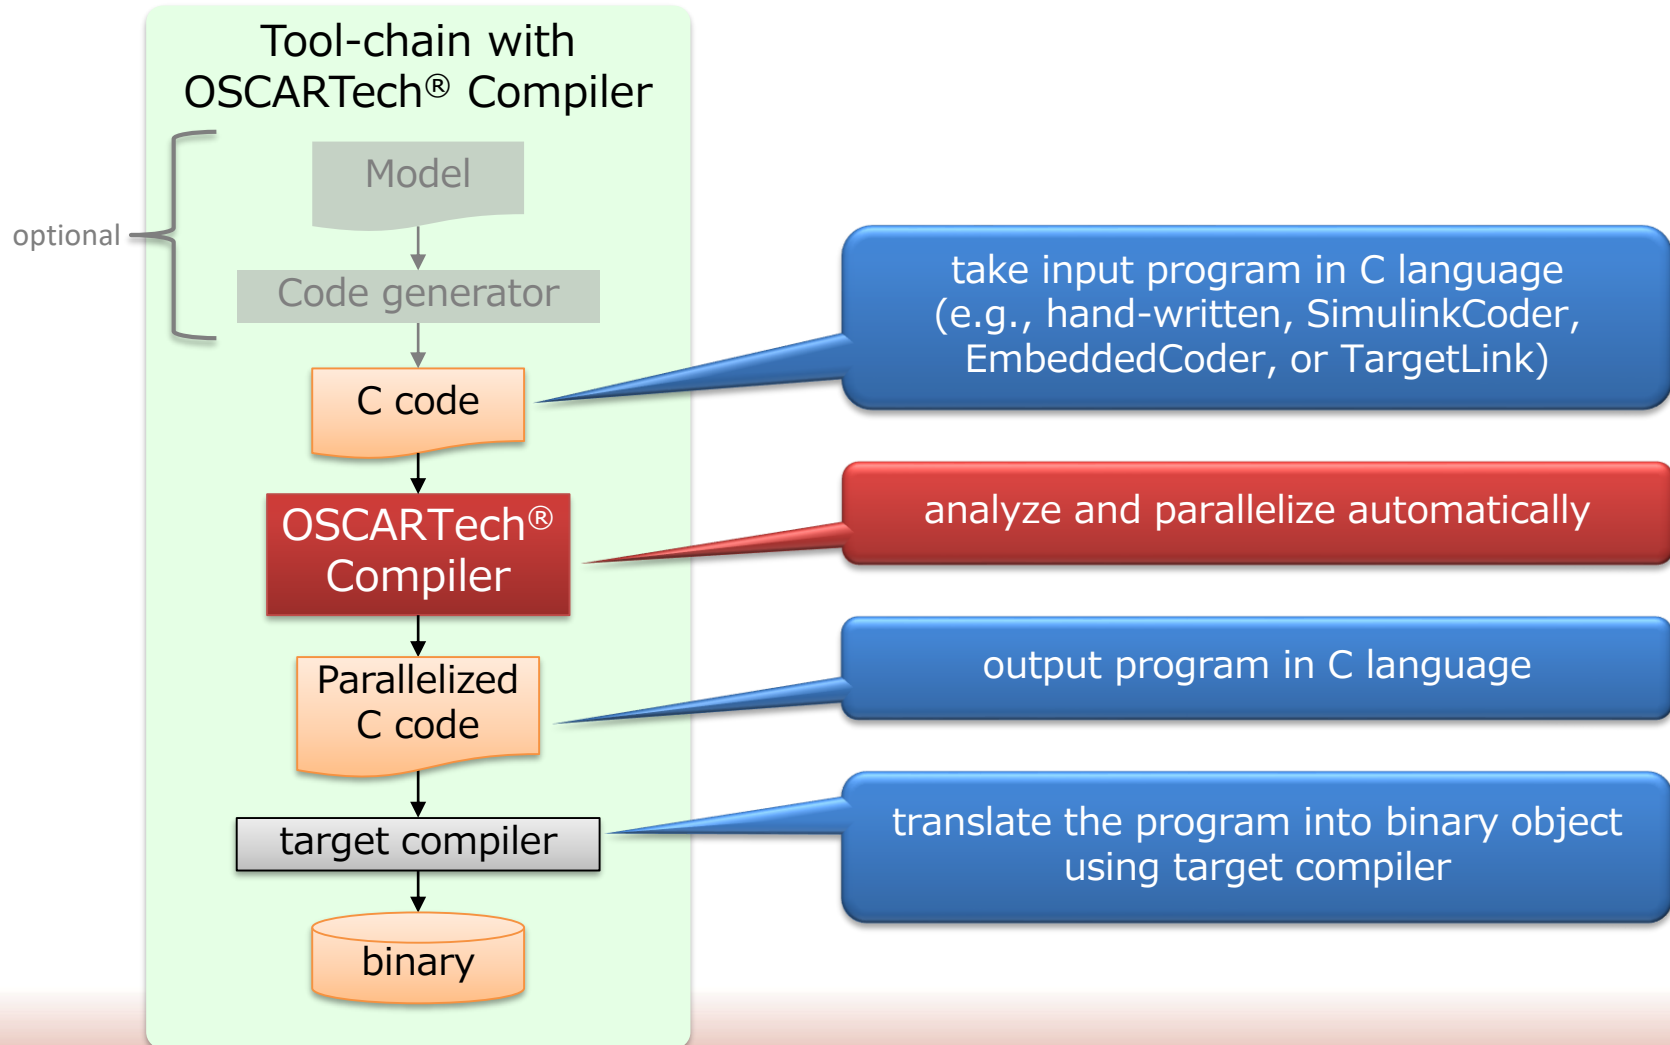 Tool-chain with
OSCARTech® Compiler
optional
Model
Code generator
C code
take input program in C language
(e.g., hand-written, SimulinkCoder,
EmbeddedCoder, or TargetLink)
OSCARTech®
Compiler
analyze and parallelize automatically
Parallelized
C code
output program in C language
target compiler
translate the program into binary object
using target compiler
binary